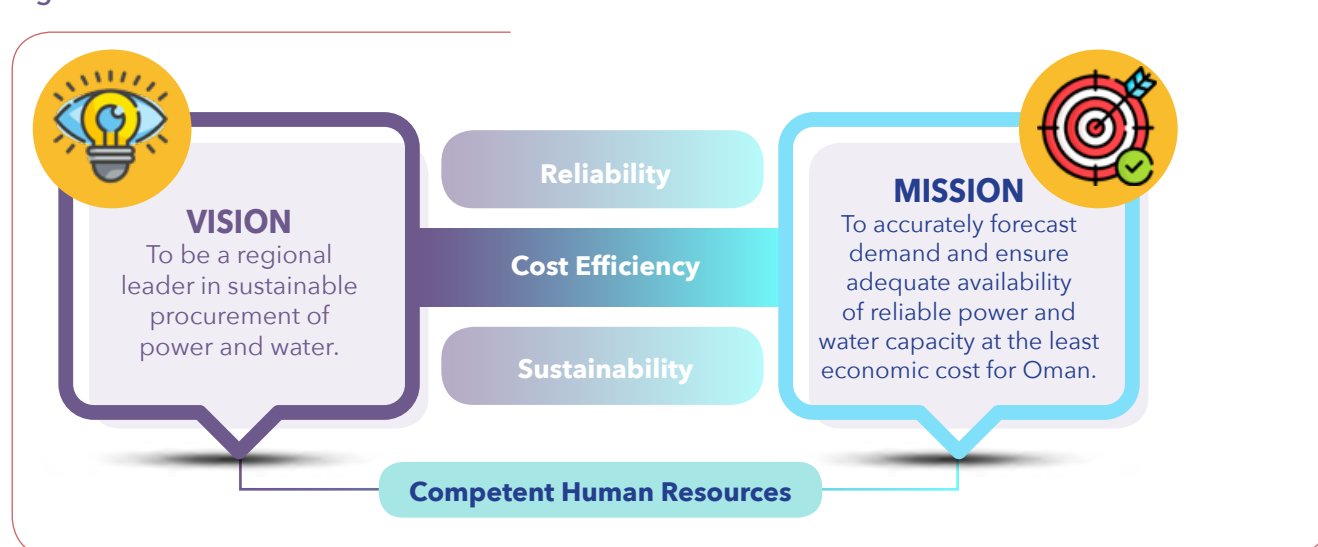 VISION
To be a regional
leader in sustainable
procurement of
power and water.
Reliability
Cost Efficiency
Sustainability
MISSION
To accurately forecast
demand and ensure
adequate availability
of reliable power and
water capacity at the least
economic cost for Oman.
Competent Human Resources